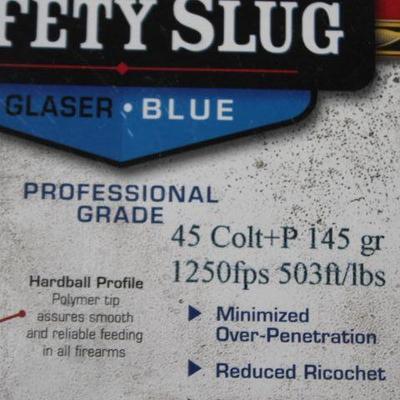 FETY SLUG
GLASER • BLUE
PROFESSIONAL
GRADE
45 Colt+P 145 gr
1250fps 503ft/lbs
Hardball Profile
Polymer tip
assures smooth
and reliable feeding
in all firearms
▶ Minimized
Over-Penetration
▶ Reduced Ricochet